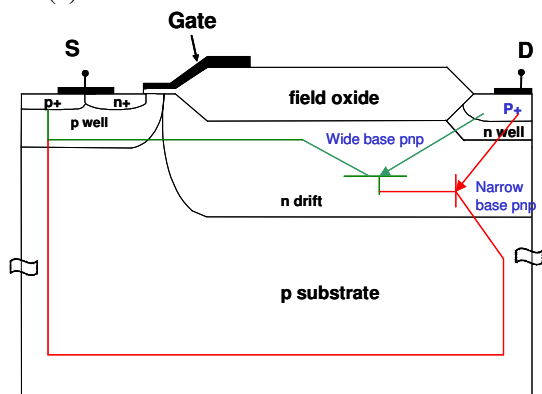 Gate
S
D
p+ n+
field oxide
P+
p well
Wide base pnp
n well
Narrow
base pnp
n drift
p substrate